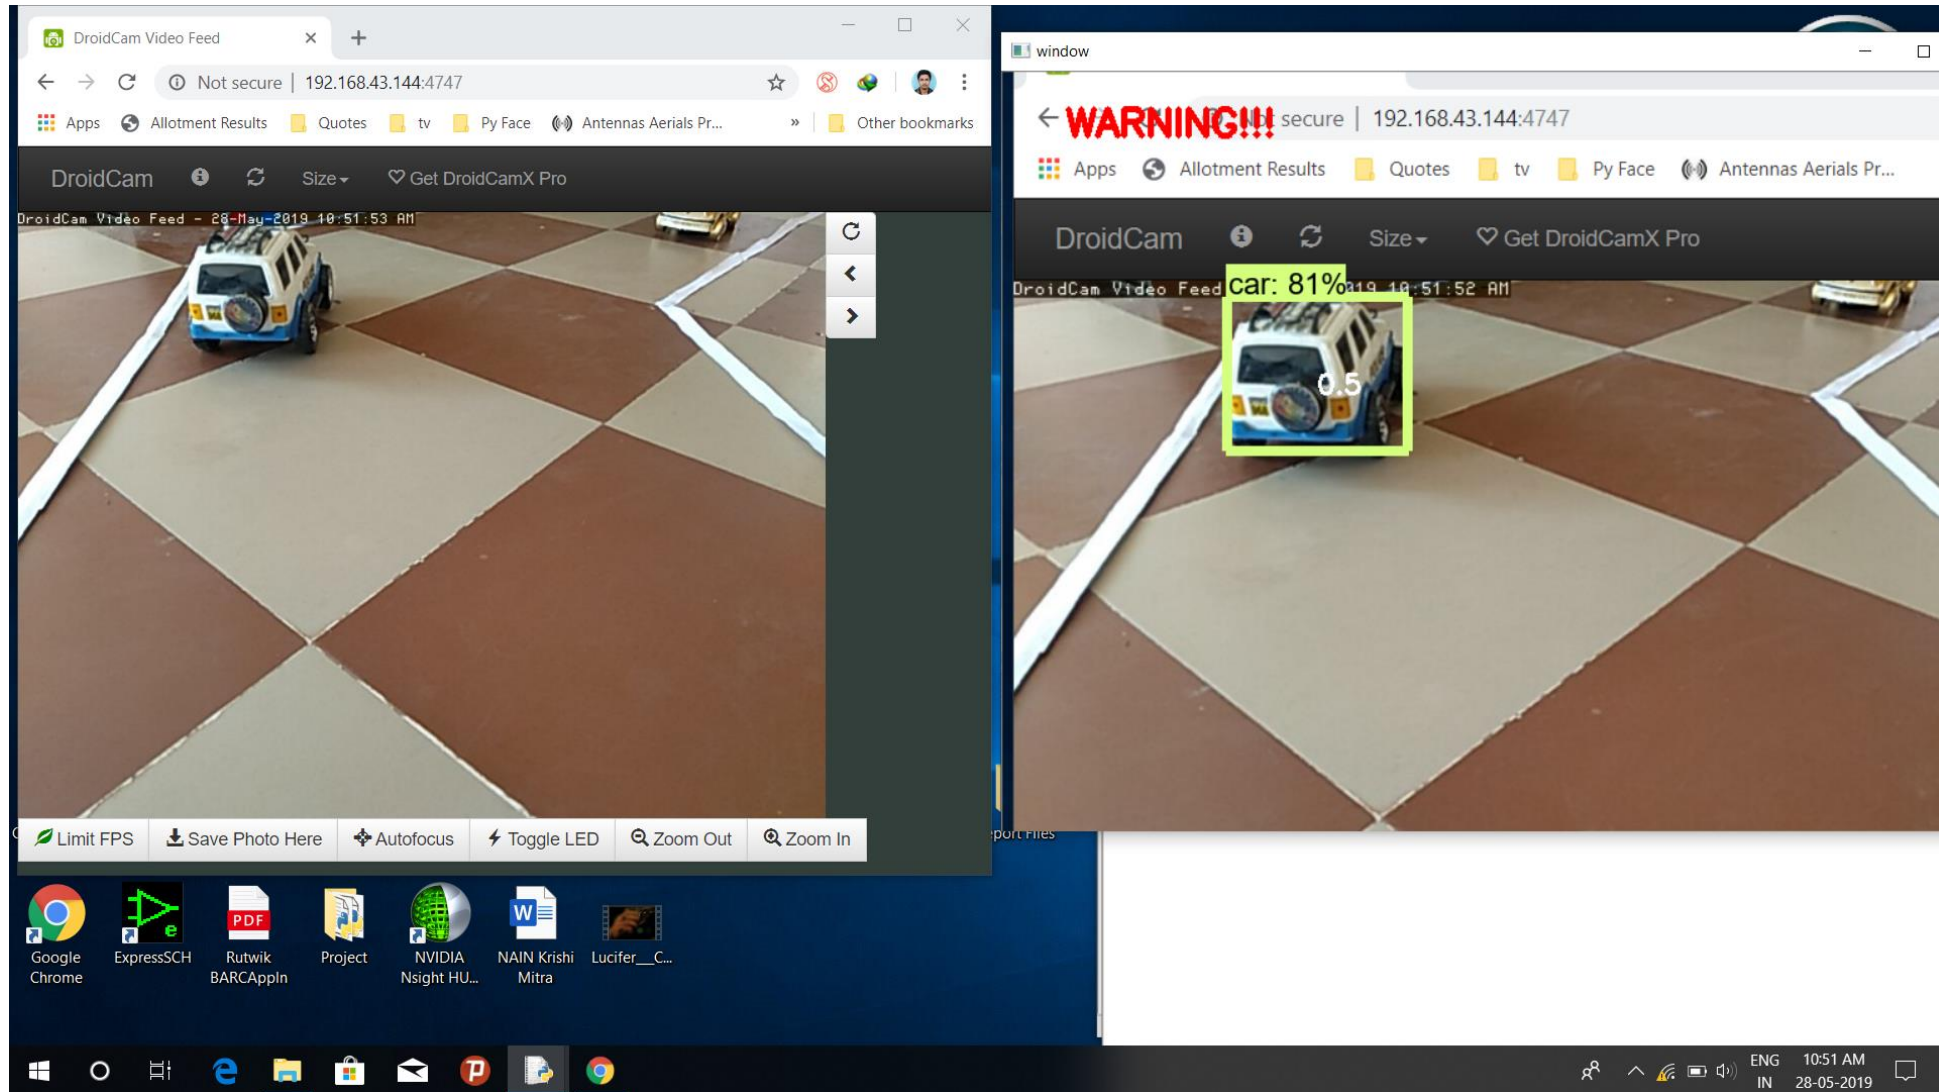 DroidCam Video Feed
Not secure | 192.168.43.144:4747
Apps Allotment Results Quotes tv Py Face Antennas Aerials Pr... » Other bookmarks
DroidCam Size Get DroidCamX Pro
DroidCam Video Feed - 28-May-2019 10:51:53 AM
Limit FPS Save Photo Here Autofocus Toggle LED Zoom Out Zoom In
window
WARNING!!! secure | 192.168.43.144:4747
Apps Allotment Results Quotes tv Py Face Antennas Aerials Pr...
DroidCam Size Get DroidCamX Pro
car: 81%
DroidCam Video Feed 019 10:51:52 AM
0.5
port Files
Google Chrome
ExpressSCH
PDF
Rutwik
BARCAppln
Project
NVIDIA
Nsight HU...
NAIN Krishi
Mitra
Lucifer__C...
ENG
IN
10:51 AM
28-05-2019